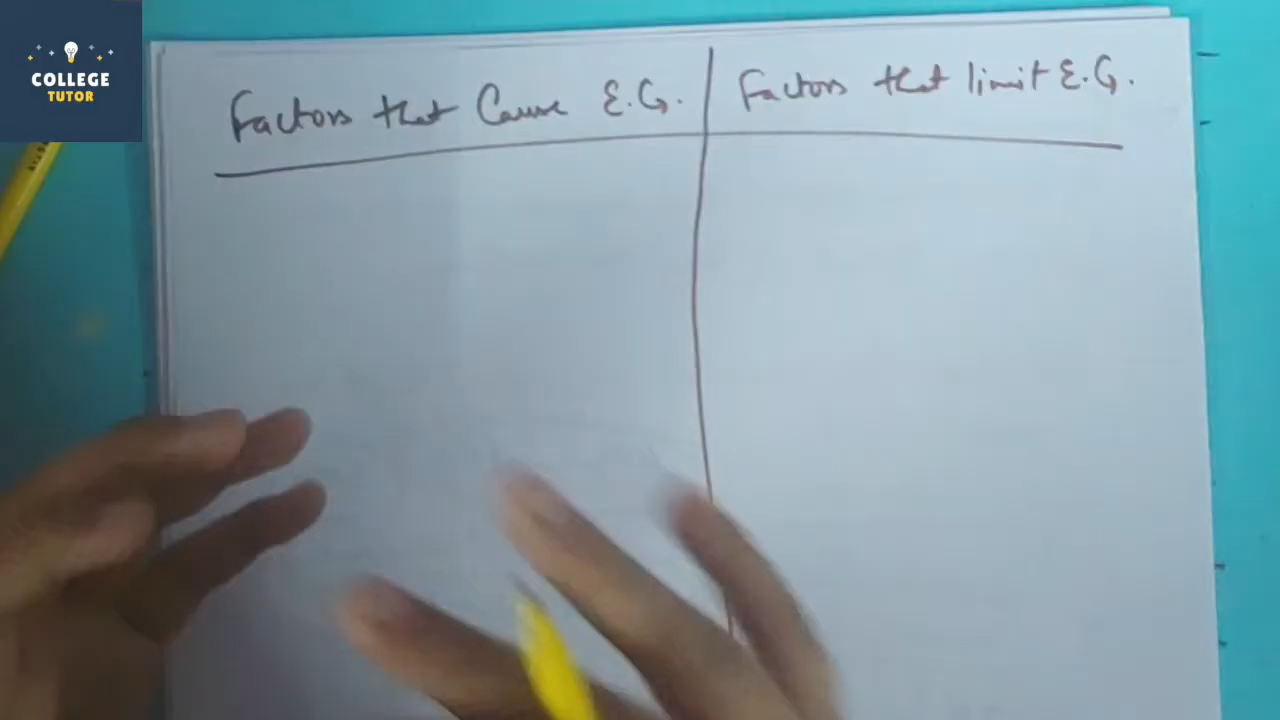 COLLEGE
TUTOR
Factors that Cause E.G.
Factors that limit E.G.